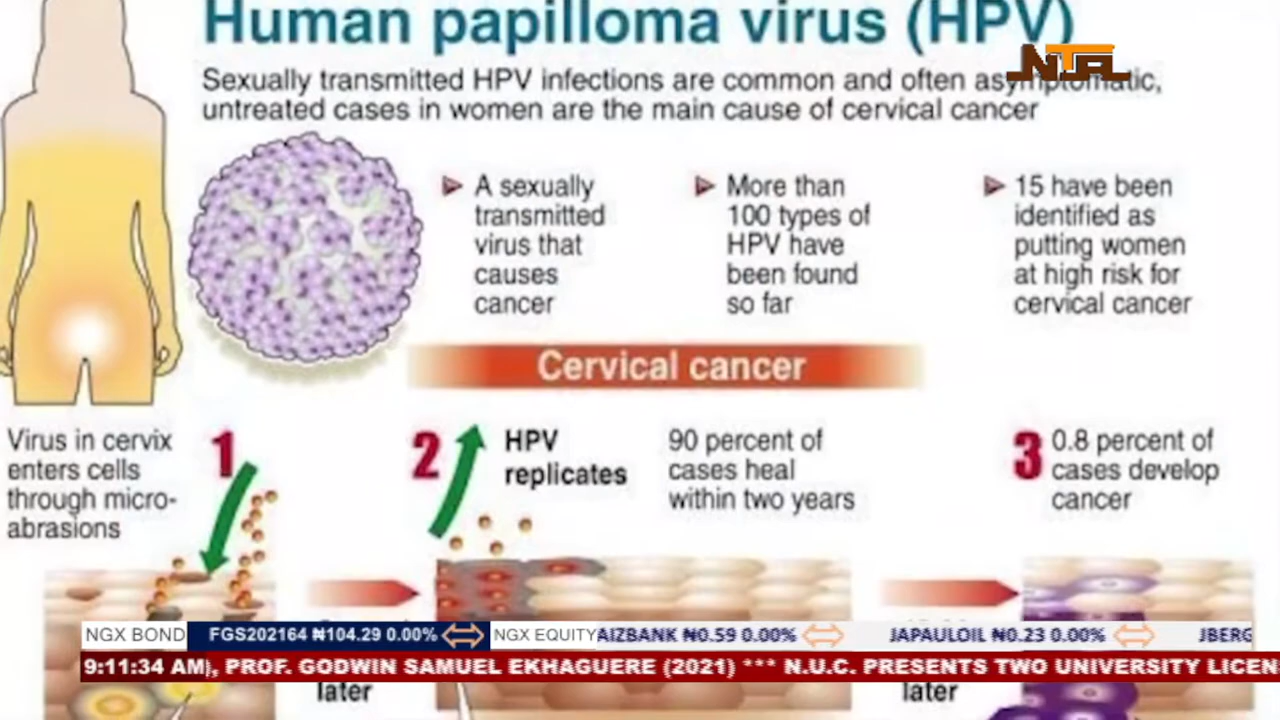 Human papilloma virus (HPV)
NTA
Sexually transmitted HPV infections are common and often asymptomatic,
untreated cases in women are the main cause of cervical cancer
A sexually
transmitted
virus that
causes
cancer
More than
100 types of
HPV have
been found
so far
15 have been
identified as
putting women
at high risk for
cervical cancer
Cervical cancer
Virus in cervix
enters cells
through micro-
abrasions
1
2
HPV
replicates
90 percent of
cases heal
within two years
3
0.8 percent of
cases develop
cancer
NGX BOND FGS202164 ₦104.29 0.00% NGX EQUITY AIZBANK ₦0.59 0.00% JAPAULOIL ₦0.23 0.00% JBERG
9:11:34 AM ), PROF. GODWIN SAMUEL EKHAGUERE (2021) *** N.U.C. PRESENTS TWO UNIVERSITY LICEN
later
later